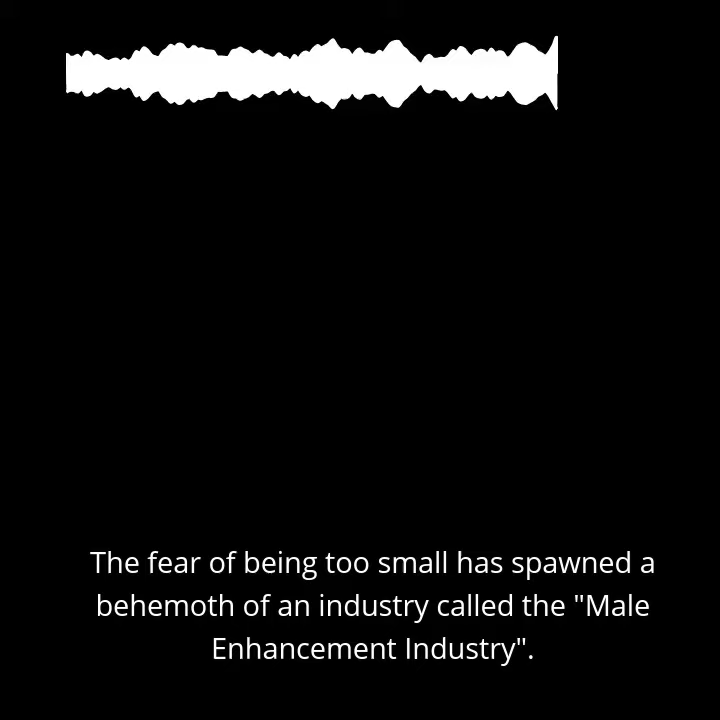 The fear of being too small has spawned a
behemoth of an industry called the "Male
Enhancement Industry".